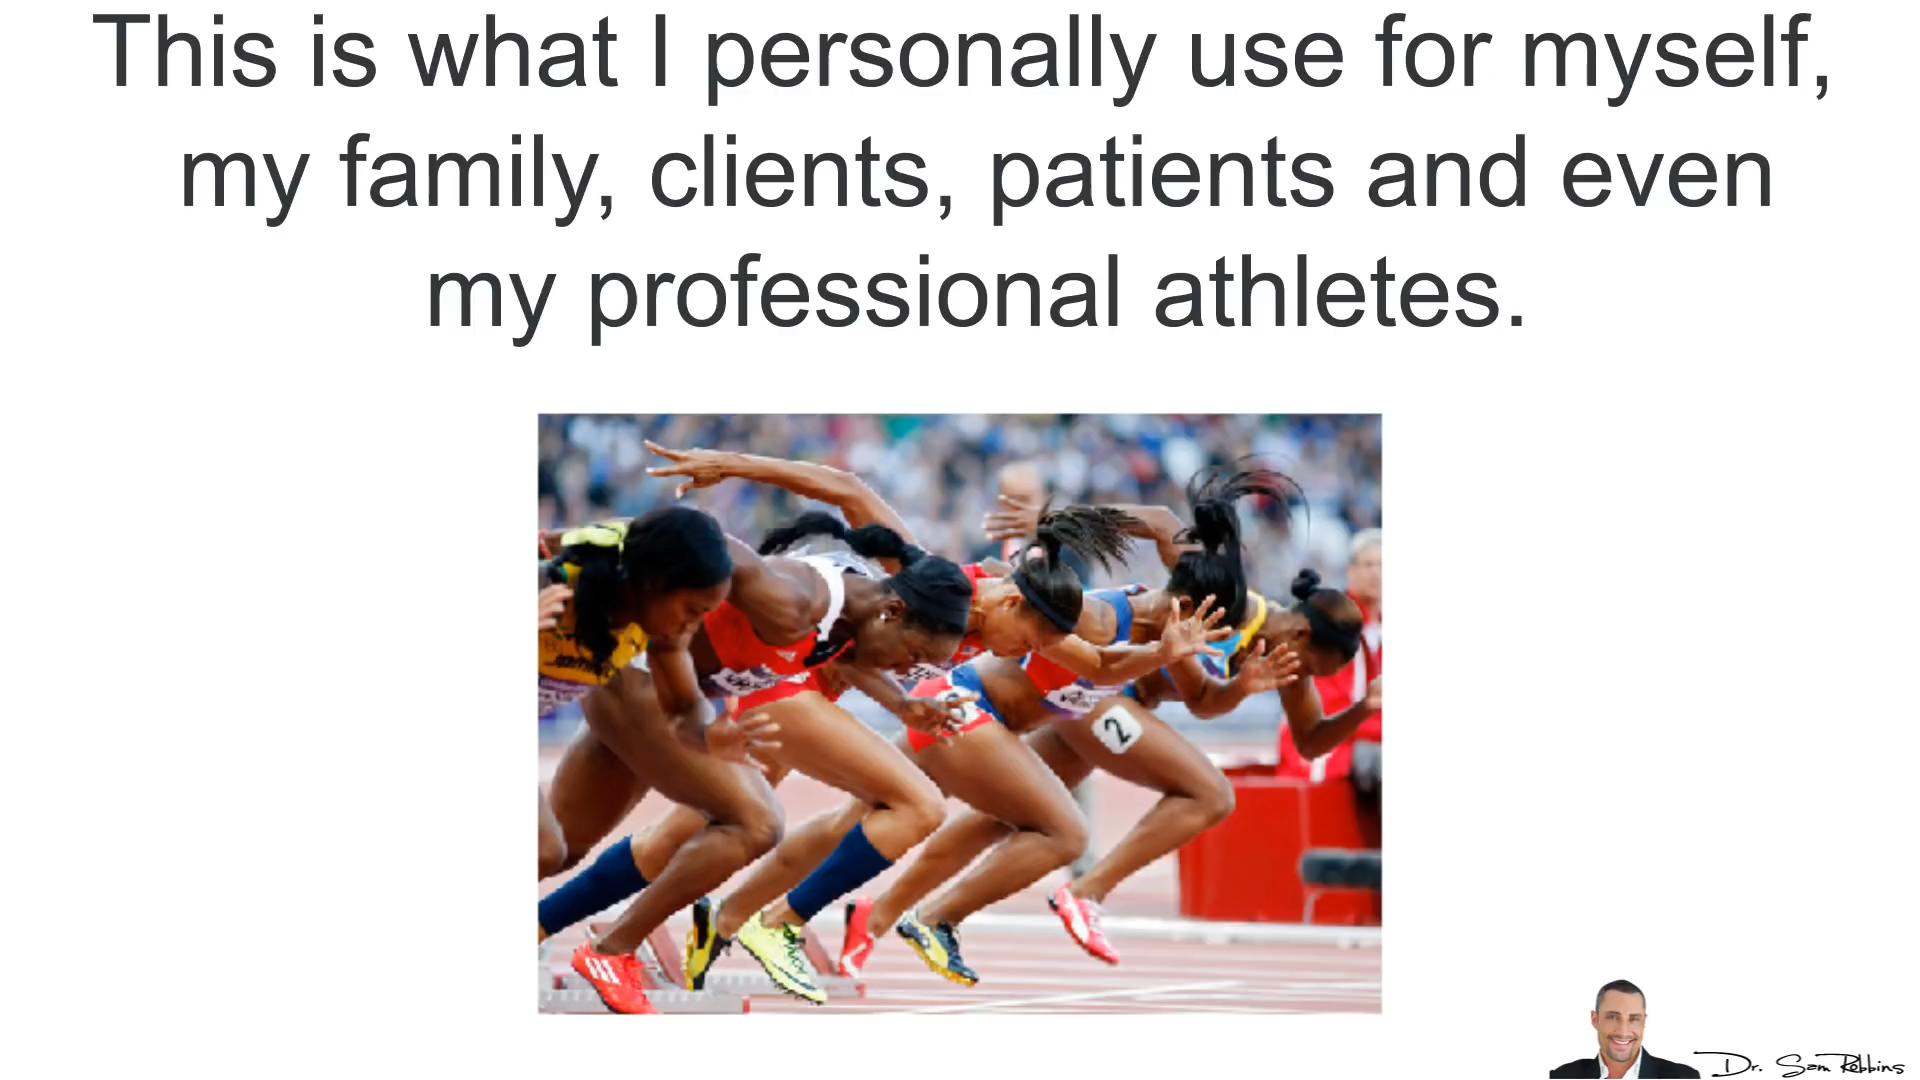 This is what I personally use for myself,
my family, clients, patients and even
my professional athletes.
2
Dr. Sam Robbins